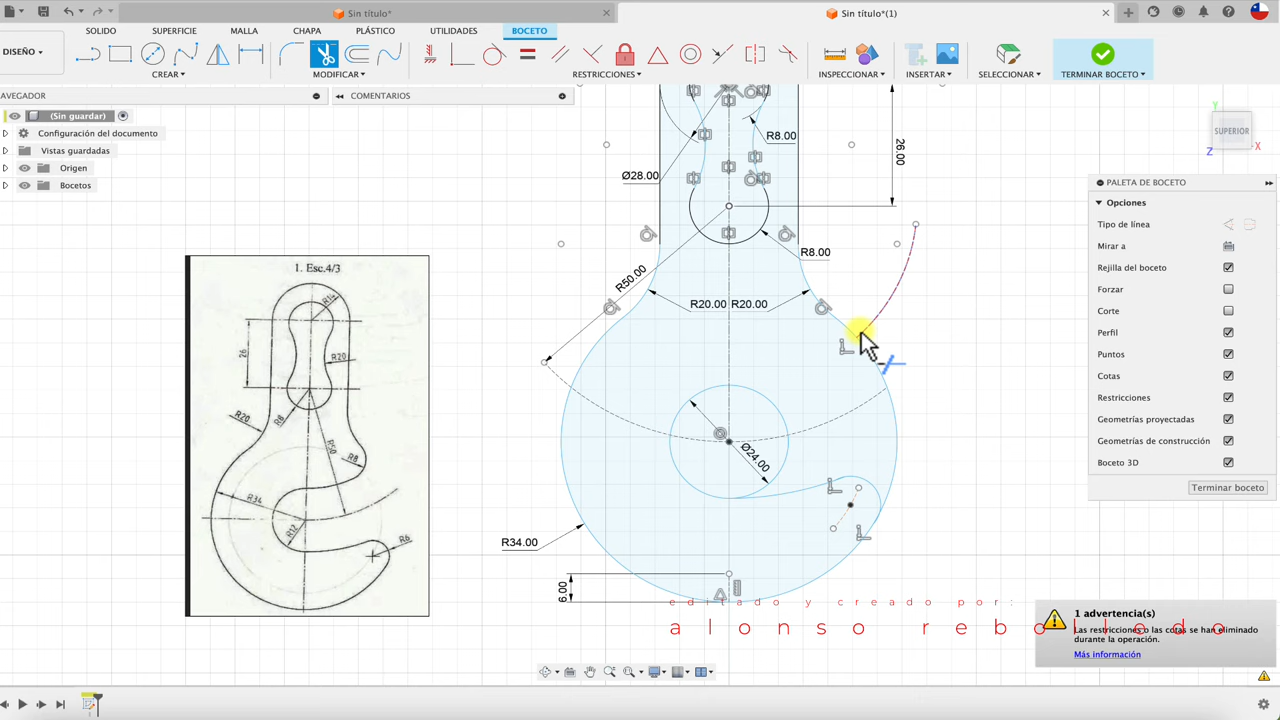 Sin título*
Sin título*(1)
SÓLIDO SUPERFICIE MALLA CHAPA PLÁSTICO UTILIDADES BOCETO
DISEÑO
CREAR MODIFICAR RESTRICCIONES INSPECCIONAR INSERTAR SELECCIONAR TERMINAR BOCETO
AVEGADOR
COMENTARIOS
(Sin guardar)
Configuración del documento
Vistas guardadas
Origen
Bocetos
SUPERIOR
Y
X
Z
R8.00
26.00
Ø28.00
R8.00
R50.00
R20.00 R20.00
Ø24.00
R34.00
6.00
1. Esc.4/3
26
R20
R20
R8
R50
R8
R34
R12
R6
PALETA DE BOCETO
Opciones
Tipo de línea
Mirar a
Rejilla del boceto
Forzar
Corte
Perfil
Puntos
Cotas
Restricciones
Geometrías proyectadas
Geometrías de construcción
Boceto 3D
Terminar boceto
editado y creado por:
alonso rebolledo
1 advertencia(s)
Las restricciones o las cotas se han eliminado
durante la operación.
Más información